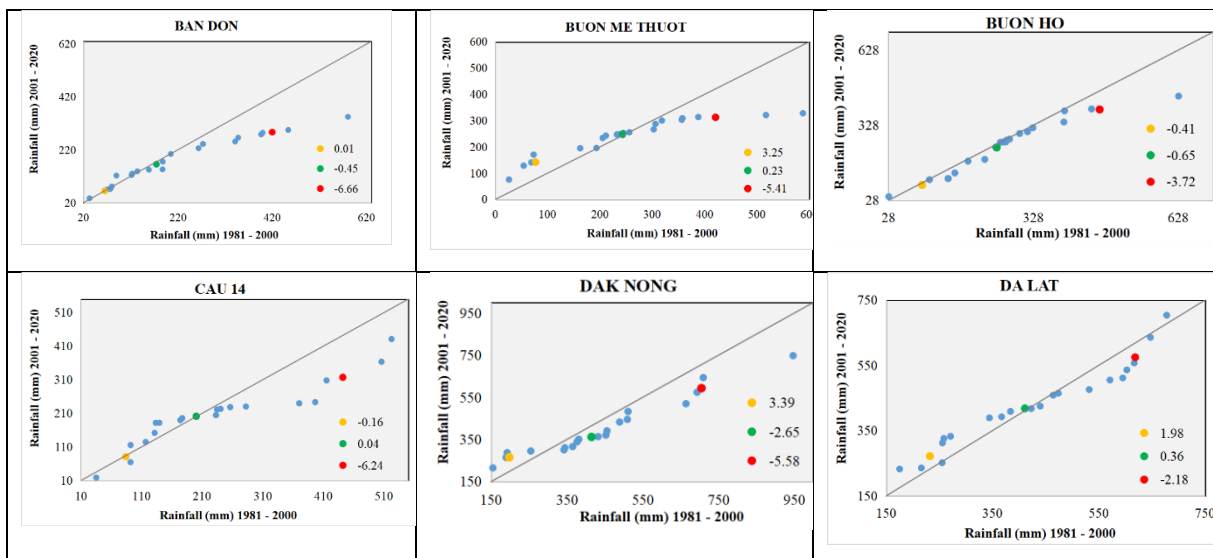 BAN DON
Rainfall (mm) 2001 - 2020
620
420
220
20
0.01
-0.45
-6.66
20 220 420 620
Rainfall (mm) 1981 - 2000
BUON ME THUOT
Rainfall (mm) 2001 - 2020
600
500
400
300
200
100
0
3.25
0.23
-5.41
0 100 200 300 400 500 600
Rainfall (mm) 1981 - 2000
BUON HO
Rainfall (mm) 2001 - 2020
628
328
28
-0.41
-0.65
-3.72
28 328 628
Rainfall (mm) 1981 - 2000
CAU 14
Rainfall (mm) 2001 - 2020
510
410
310
210
110
10
-0.16
0.04
-6.24
10 110 210 310 410 510
Rainfall (mm) 1981 - 2000
DAK NONG
Rainfall (mm) 2001 - 2020
950
750
550
350
150
3.39
-2.65
-5.58
150 350 550 750 950
Rainfall (mm) 1981 - 2000
DA LAT
Rainfall (mm) 2001 - 2020
750
550
350
150
1.98
0.36
-2.18
150 350 550 750
Rainfall (mm) 1981 - 2000